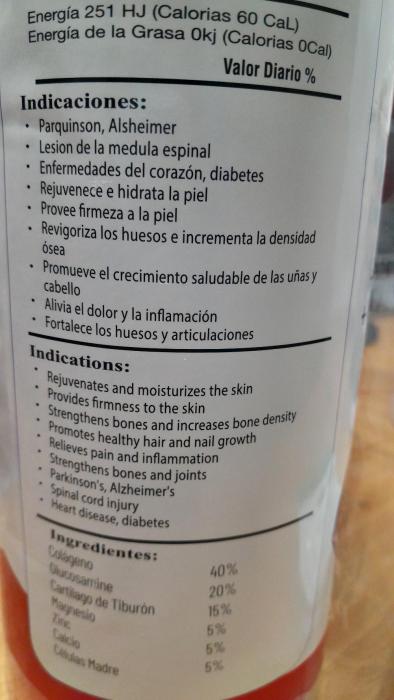 Energía 251 HJ (Calorias 60 CaL)
Energía de la Grasa 0kj (Calorias 0Cal)
Valor Diario %
Indicaciones:
• Parquinson, Alsheimer
• Lesion de la medula espinal
• Enfermedades del corazón, diabetes
• Rejuvenece e hidrata la piel
• Provee firmeza a la piel
• Revigoriza los huesos e incrementa la densidad
ósea
• Promueve el crecimiento saludable de las uñas y
cabello
• Alivia el dolor y la inflamación
• Fortalece los huesos y articulaciones
Indications:
• Rejuvenates and moisturizes the skin
• Provides firmness to the skin
• Strengthens bones and increases bone density
• Promotes healthy hair and nail growth
• Relieves pain and inflammation
• Strengthens bones and joints
• Parkinson's, Alzheimer's
• Spinal cord injury
• Heart disease, diabetes
Ingredientes:
Colágeno 40%
Glucosamine 20%
Cartílago de Tiburón 15%
Magnesio 5%
Zinc 5%
Calcio 5%
Células Madre